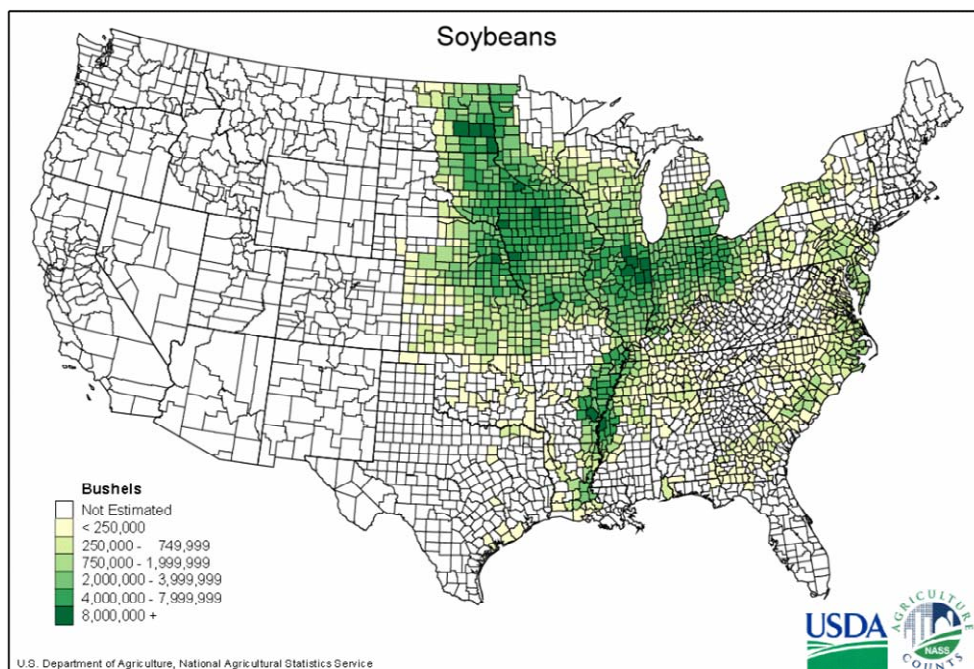 Soybeans
Bushels
Not Estimated
< 250,000
250,000 - 749,999
750,000 - 1,999,999
2,000,000 - 3,999,999
4,000,000 - 7,999,999
8,000,000 +
U.S. Department of Agriculture, National Agricultural Statistics Service
USDA
AGRICULTURE
NASS
COUNTS